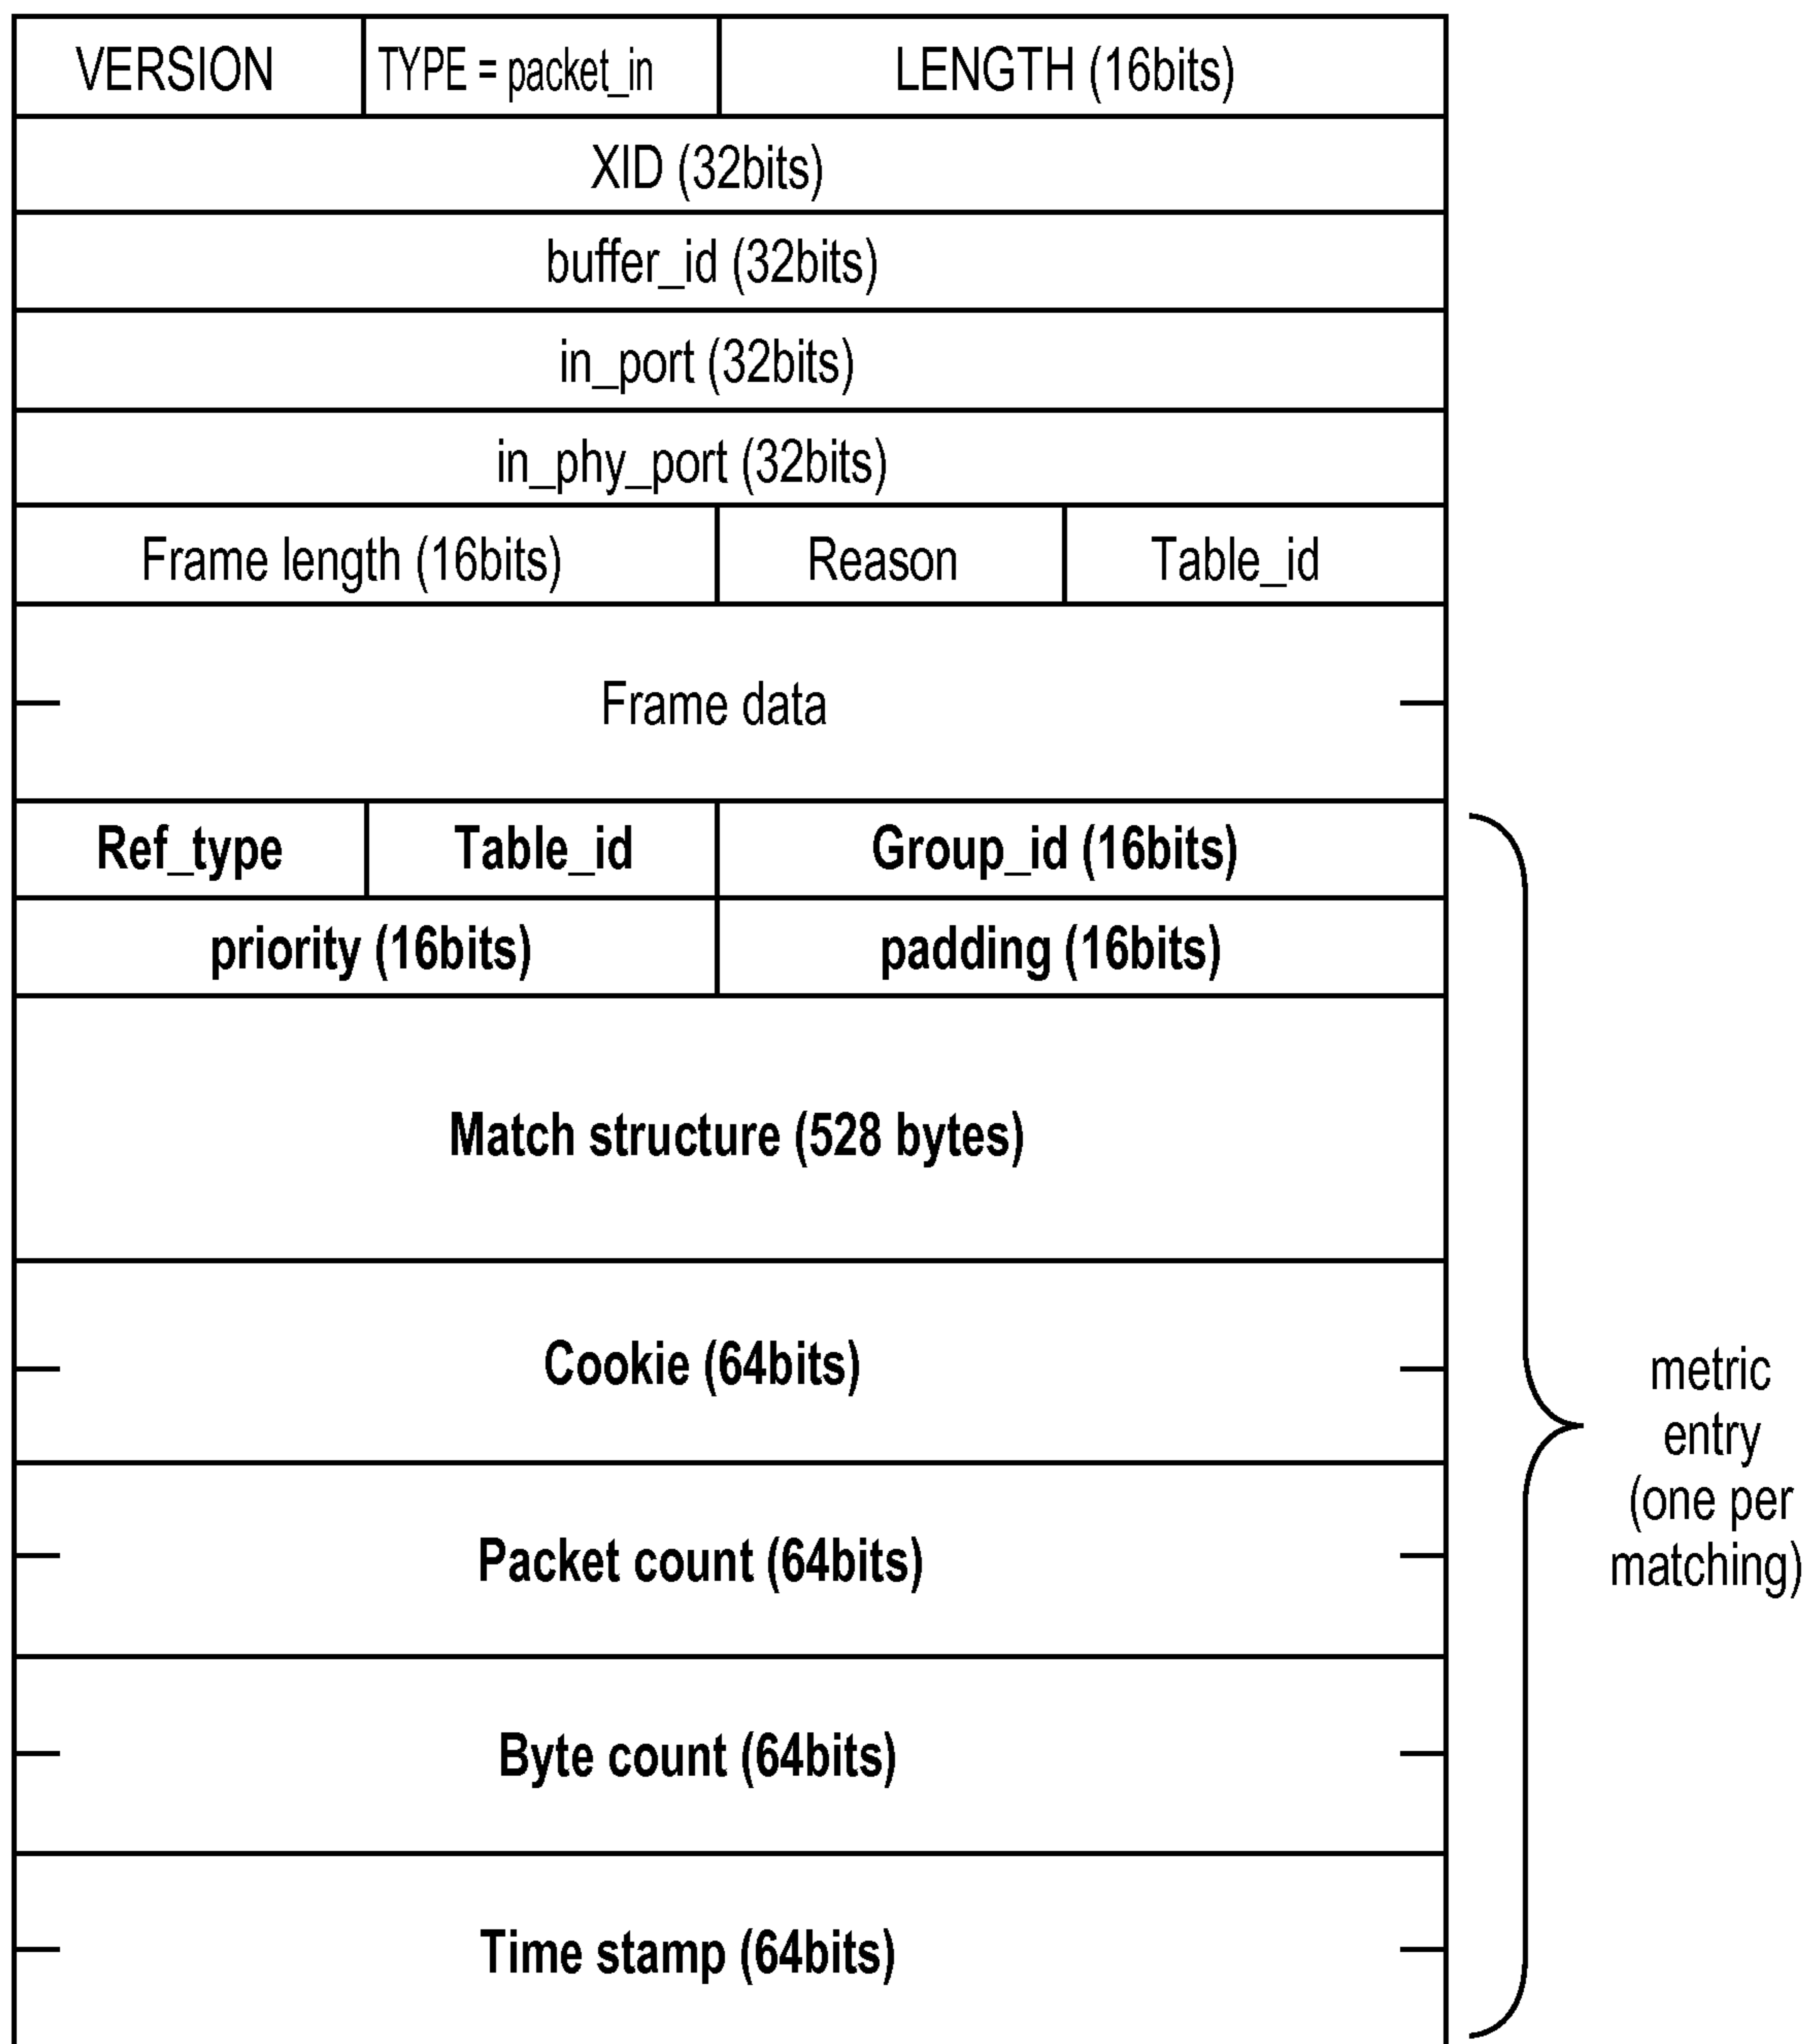 VERSION TYPE = packet_in LENGTH (16bits)
XID (32bits)
buffer_id (32bits)
in_port (32bits)
in_phy_port (32bits)
Frame length (16bits) Reason Table_id
Frame data
Ref_type Table_id Group_id (16bits)
priority (16bits) padding (16bits)
Match structure (528 bytes)
Cookie (64bits)
Packet count (64bits)
Byte count (64bits)
Time stamp (64bits)
metric
entry
(one per
matching)